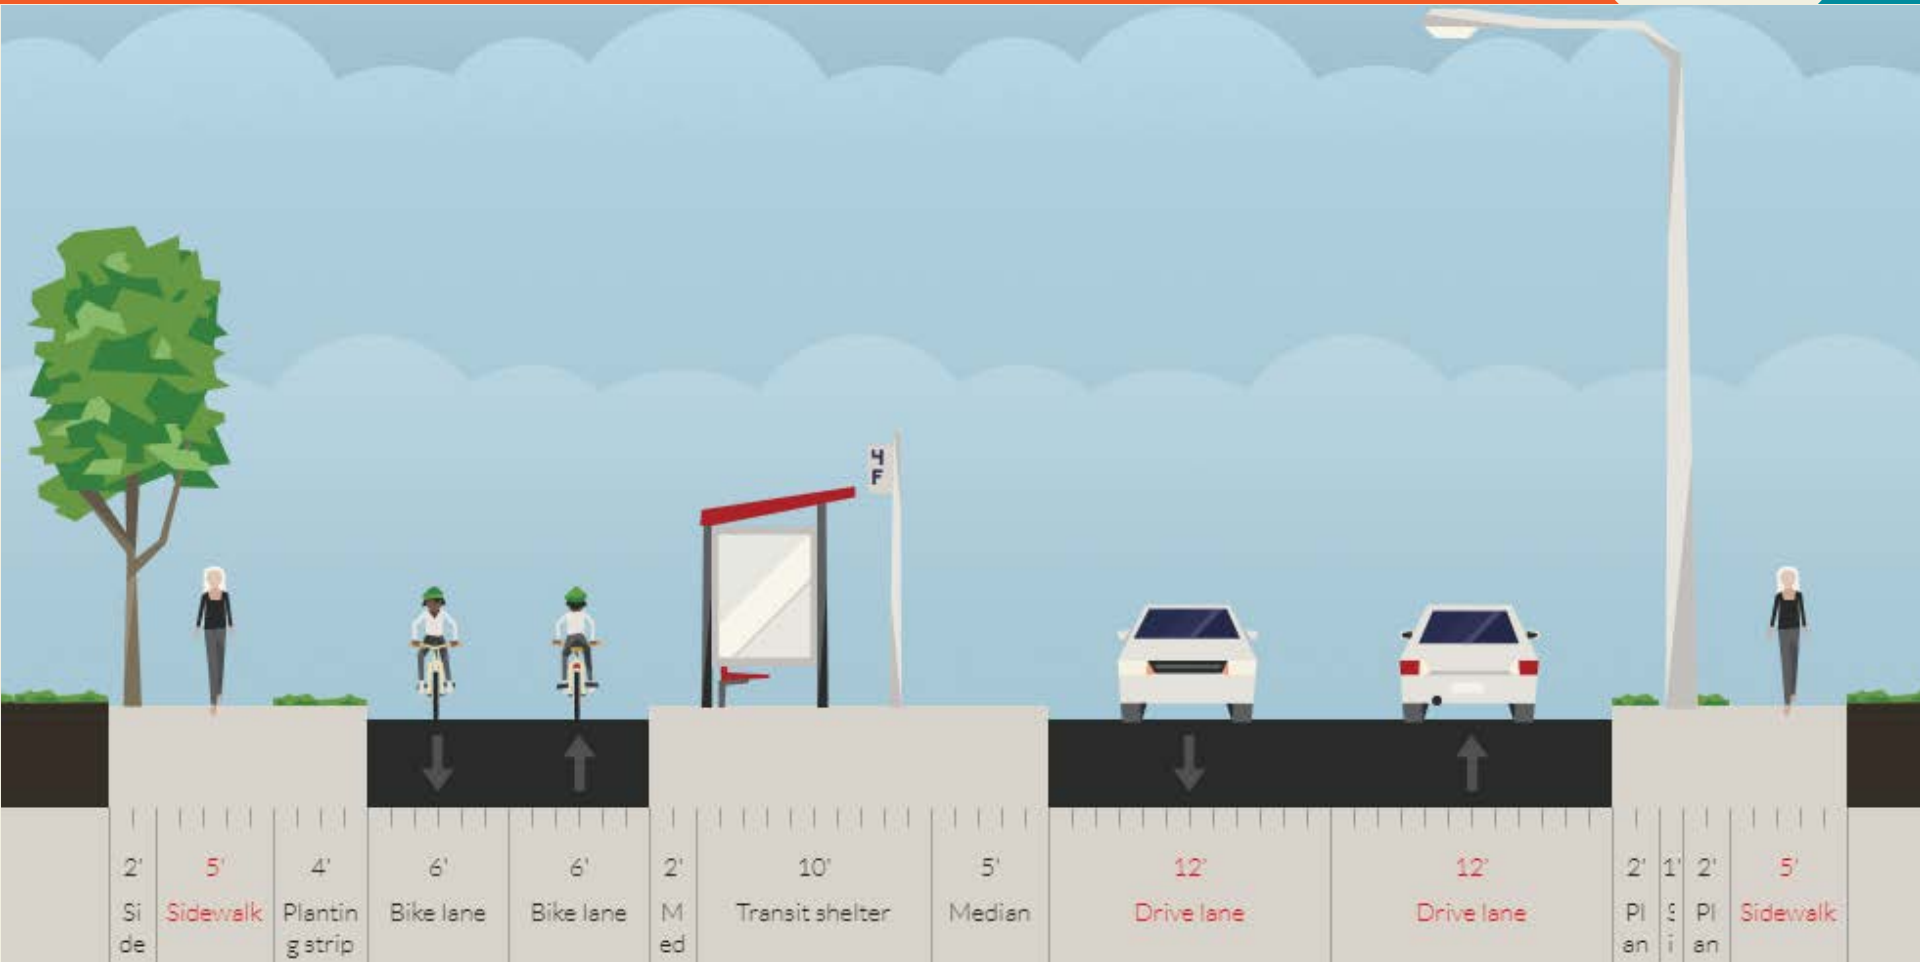 4
F
2' 5' 4' 6' 6' 2' 10' 5' 12' 12' 2' 1' 2' 5'
Si Sidewalk Plantin Bike lane Bike lane M Transit shelter Median Drive lane Drive lane Pl Pl Sidewalk
de g strip ed an i an